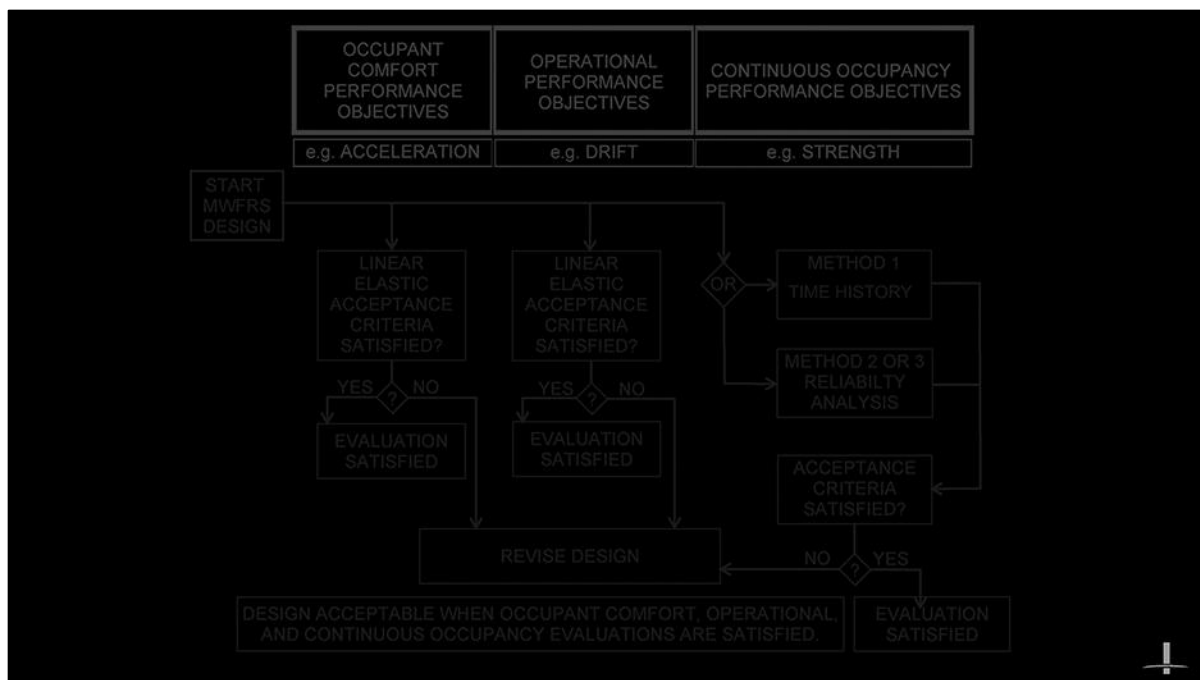 OCCUPANT
COMFORT
PERFORMANCE
OBJECTIVES
OPERATIONAL
PERFORMANCE
OBJECTIVES
CONTINUOUS OCCUPANCY
PERFORMANCE OBJECTIVES
e.g. ACCELERATION
e.g. DRIFT
e.g. STRENGTH
START
MWFRS
DESIGN
LINEAR
ELASTIC
ACCEPTANCE
CRITERIA
SATISFIED?
LINEAR
ELASTIC
ACCEPTANCE
CRITERIA
SATISFIED?
OR
METHOD 1
TIME HISTORY
METHOD 2 OR 3
RELIABILTY
ANALYSIS
YES
?
NO
YES
?
NO
EVALUATION
SATISFIED
EVALUATION
SATISFIED
ACCEPTANCE
CRITERIA
SATISFIED?
REVISE DESIGN
NO
?
YES
DESIGN ACCEPTABLE WHEN OCCUPANT COMFORT, OPERATIONAL,
AND CONTINUOUS OCCUPANCY EVALUATIONS ARE SATISFIED.
EVALUATION
SATISFIED